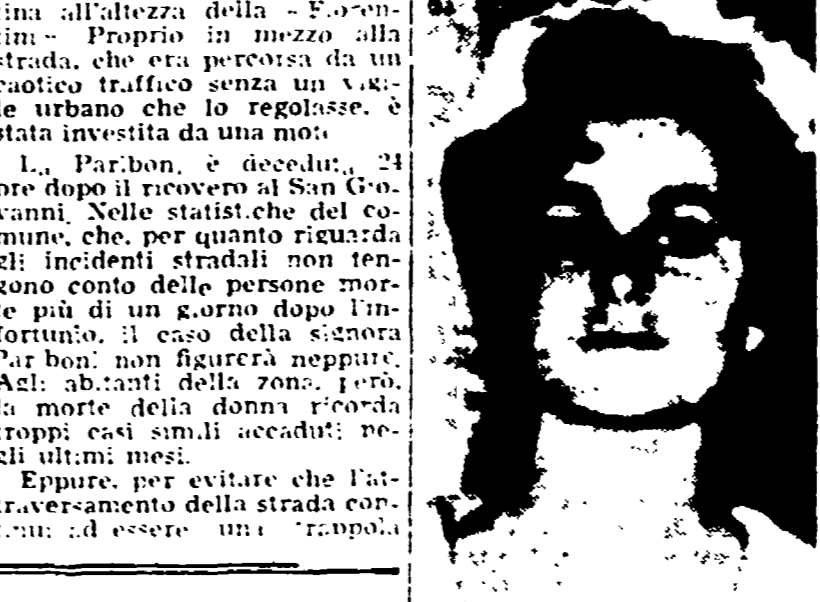 tina all'altezza della - Fioren-
tini - Proprio in mezzo alla
strada, che era percorsa da un
caotico traffico senza un vigi-
le urbano che lo regolasse, è
stata investita da una moto
La Pariboni, è deceduta 24
ore dopo il ricovero al San Gio-
vanni. Nelle statistiche del co-
mune, che, per quanto riguarda
gli incidenti stradali non ten-
gono conto delle persone mor-
te più di un giorno dopo l'in-
fortunio, il caso della signora
Pariboni non figurerà neppure.
Agli abitanti della zona, però,
la morte della donna ricorda
troppi casi simili accaduti ne-
gli ultimi mesi.
Eppure, per evitare che l'at-
traversamento della strada con-
tinui ad essere una trappola